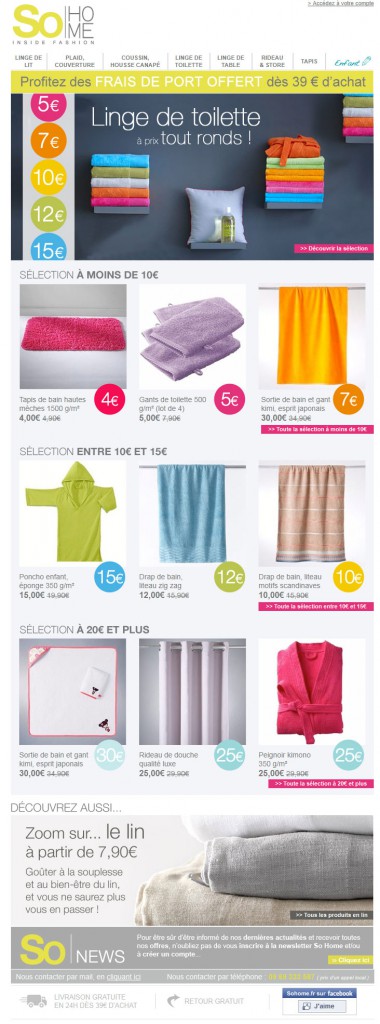 > Accédez à votre compte
So HOME
INSIDE FASHION
LINGE DE LIT
PLAID, COUVERTURE
COUSSIN, HOUSSE CANAPÉ
LINGE DE TOILETTE
LINGE DE TABLE
RIDEAU & STORE
TAPIS
Enfant
Profitez des FRAIS DE PORT OFFERT dès 39 € d'achat
5€
7€
10€
12€
15€
Linge de toilette
à prix tout ronds !
>> Découvrir la sélection
SÉLECTION À MOINS DE 10€
Tapis de bain hautes
mèches 1500 g/m²
4,00€ 4,90€
4€
Gants de toilette 500
g/m² (lot de 4)
5,00€ 7,90€
5€
Sortie de bain et gant
kimi, esprit japonais
30,00€ 34,90€
7€
>> Toute la sélection à moins de 10€
SÉLECTION ENTRE 10€ ET 15€
Poncho enfant,
éponge 350 g/m²
15,00€ 19,90€
15€
Drap de bain,
liteau zig zag
12,00€ 15,90€
12€
Drap de bain, liteau
motifs scandinaves
10,00€ 15,90€
10€
>> Toute la sélection entre 10€ et 15€
SÉLECTION À 20€ ET PLUS
Sortie de bain et gant
kimi, esprit japonais
30,00€ 34,90€
30€
Rideau de douche
qualité luxe
25,00€ 29,90€
25€
Peignoir kimono
350 g/m²
25,00€ 29,90€
25€
>> Toute la sélection à 20€ et plus
DÉCOUVREZ AUSSI...
Zoom sur... le lin
à partir de 7,90€
Goûter à la souplesse
et au bien-être du lin,
et vous ne saurez plus
vous en passer !
>> Tous les produits en lin
So NEWS
Pour être sûr d'être informé de nos dernières actualités et recevoir toutes
nos offres, n'oubliez pas de vous inscrire à la newsletter So Home et/ou
à créer un compte...
>> Cliquez ici
Nous contacter par mail, en cliquant ici
Nous contacter par téléphone :
(prix d'un appel local)
LIVRAISON GRATUITE
EN 24H DÈS 39€ D'ACHAT
RETOUR GRATUIT
Sohome.fr sur facebook
J'aime